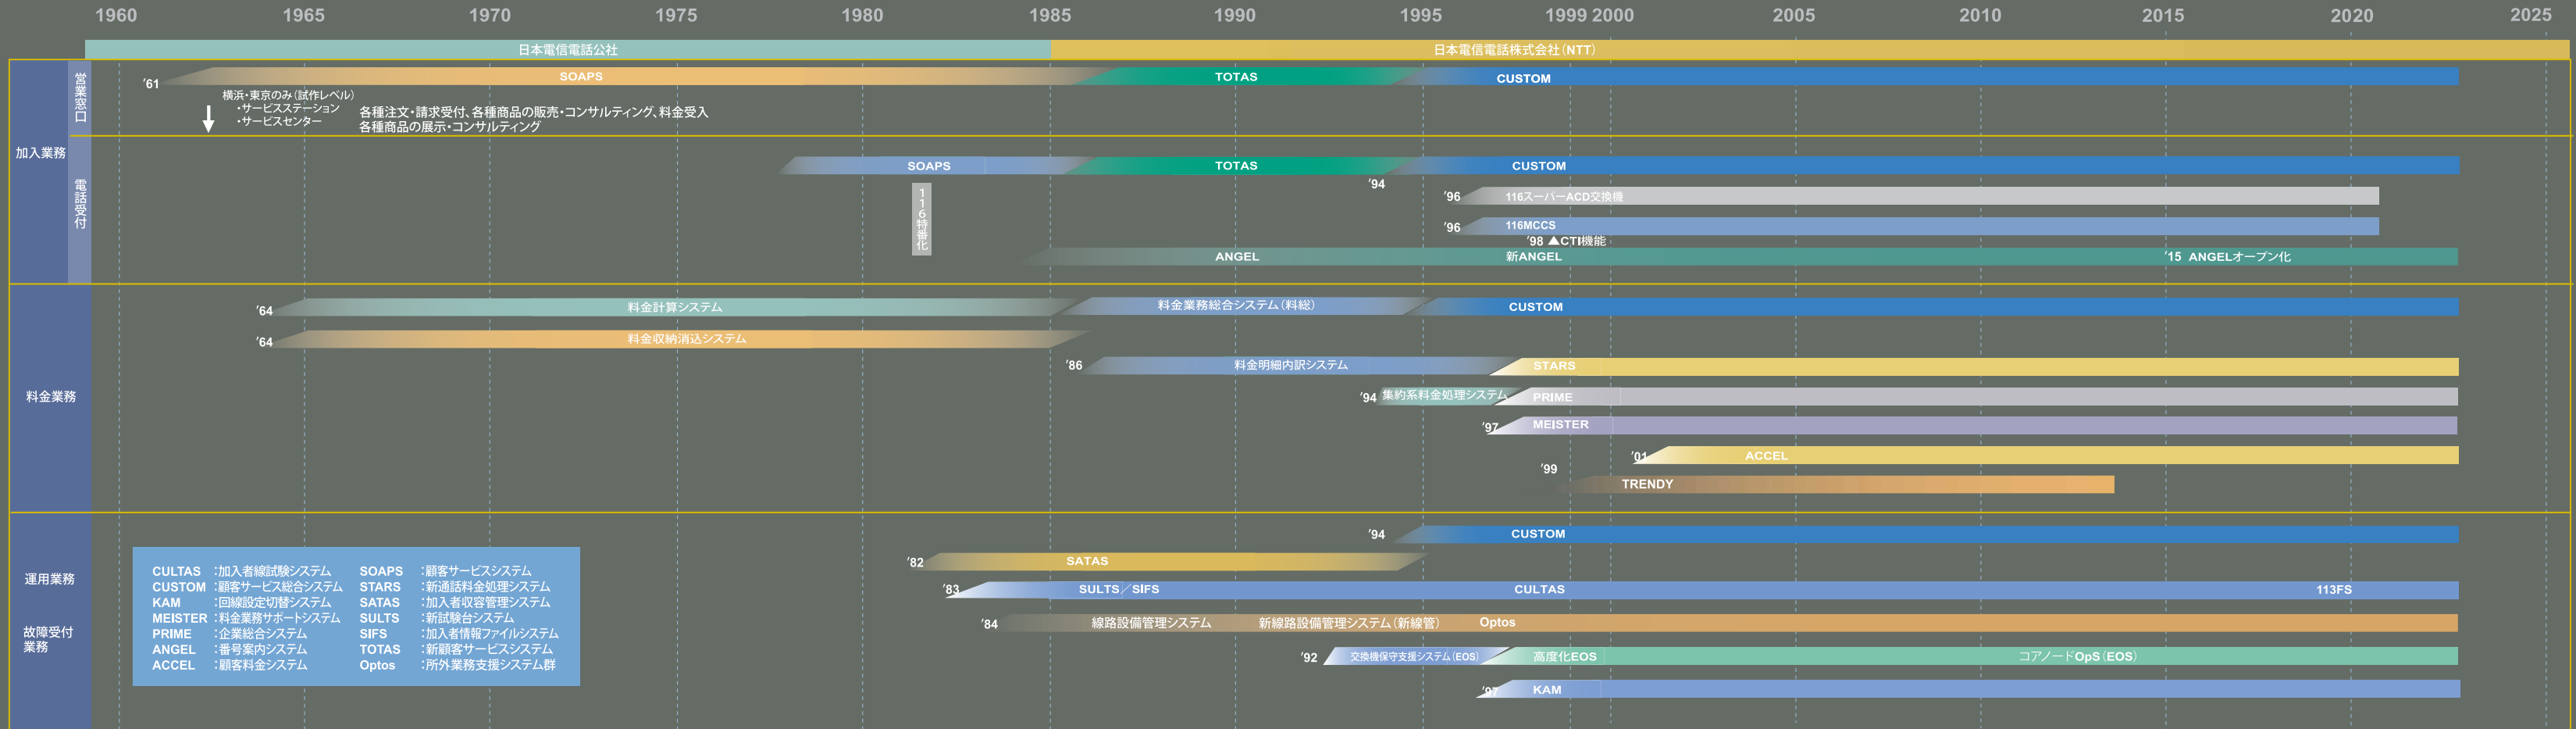 1960 1965 1970 1975 1980 1985 1990 1995 1999 2000 2005 2010 2015 2020 2025
日本電信電話公社 日本電信電話株式会社(NTT)
加入業務
営業窓口
'61 SOAPS TOTAS CUSTOM
横浜・東京のみ(試作レベル)
・サービスステーション
・サービスセンター
各種注文・請求受付、各種商品の販売・コンサルティング、料金受入
各種商品の展示・コンサルティング
電話受付
SOAPS TOTAS '94 CUSTOM
116特番化
'96 116スーパーACD交換機
'96 116MCCS
'98 ▲CTI機能
ANGEL 新ANGEL '15 ANGELオープン化
料金業務
'64 料金計算システム 料金業務総合システム(料総) CUSTOM
'64 料金収納消込システム
'86 料金明細内訳システム STARS
'94 集約系料金処理システム PRIME
'97 MEISTER
'01 ACCEL
'99 TRENDY
運用業務
故障受付
業務
'94 CUSTOM
'82 SATAS
'83 SULTS／SIFS CULTAS 113FS
'84 線路設備管理システム 新線路設備管理システム(新線管) Optos
'92 交換機保守支援システム(EOS) 高度化EOS コアノードOpS(EOS)
'97 KAM
CULTAS :加入者線試験システム SOAPS :顧客サービスシステム
CUSTOM :顧客サービス総合システム STARS :新通話料金処理システム
KAM :回線設定切替システム SATAS :加入者収容管理システム
MEISTER :料金業務サポートシステム SULTS :新試験台システム
PRIME :企業総合システム SIFS :加入者情報ファイルシステム
ANGEL :番号案内システム TOTAS :新顧客サービスシステム
ACCEL :顧客料金システム Optos :所外業務支援システム群